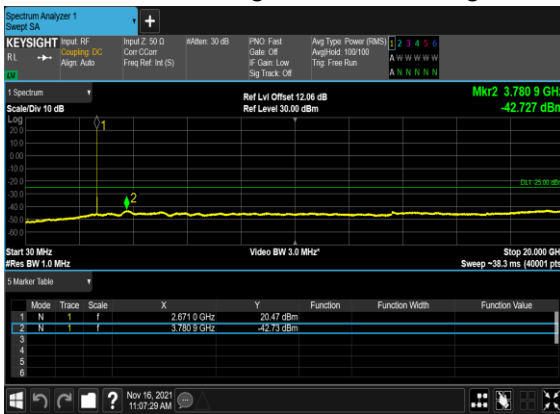 Spectrum Analyzer 1
Swept SA
+
KEYSIGHT Input: RF Input Z: 50 Ω #Atten: 30 dB PNO: Fast Avg Type: Power (RMS) 1 2 3 4 5 6
RL Coupling: DC Corr CCorr Gate: Off Avg|Hold: 100/100 A W W W W W
Align: Auto Freq Ref: Int (S) IF Gain: Low Trig: Free Run
LV Sig Track: Off A N N N N N
1 Spectrum Ref Lvl Offset 12.06 dB Mkr2 3.780 9 GHz
Scale/Div 10 dB Ref Level 30.00 dBm -42.727 dBm
Log
1
20.0
10.0
0.00
-10.0
-20.0
DL1 -25.00 dBm
-30.0
2
-40.0
-50.0
-60.0
Start 30 MHz Video BW 3.0 MHz* Stop 20.000 GH
#Res BW 1.0 MHz Sweep ~38.3 ms (40001 pts
5 Marker Table
Mode Trace Scale X Y Function Function Width Function Value
1 N 1 f 2.671 0 GHz 20.47 dBm
2 N 1 f 3.780 9 GHz -42.73 dBm
3
4
5
6
? Nov 16, 2021
11:07:29 AM